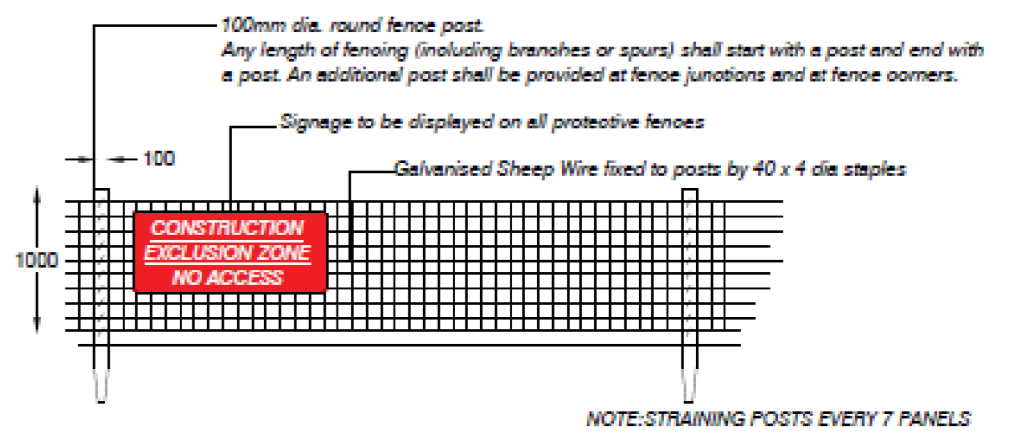 100mm dia. round fence post.
Any length of fencing (including branches or spurs) shall start with a post and end with
a post. An additional post shall be provided at fence junctions and at fence corners.
Signage to be displayed on all protective fences
100
Galvanised Sheep Wire fixed to posts by 40 x 4 dia staples
CONSTRUCTION
EXCLUSION ZONE
NO ACCESS
1000
NOTE:STRAINING POSTS EVERY 7 PANELS